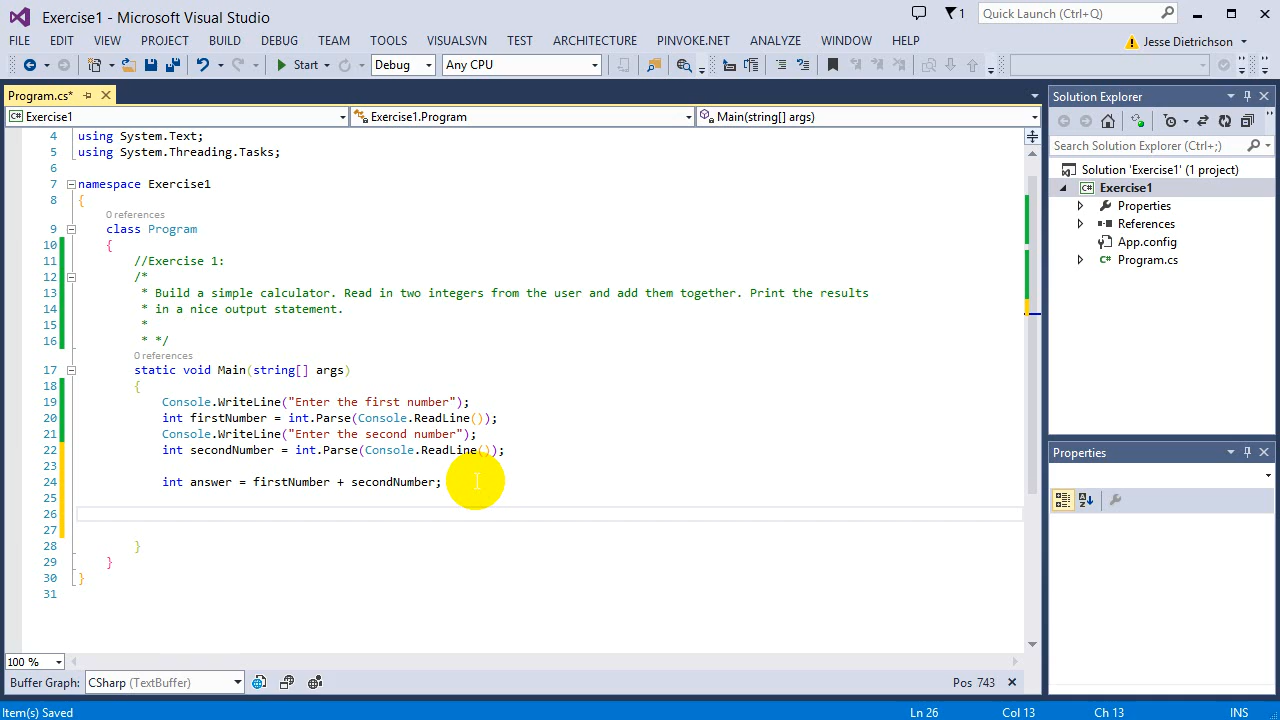 Exercise1 - Microsoft Visual Studio
1
Quick Launch (Ctrl+Q)
FILE EDIT VIEW PROJECT BUILD DEBUG TEAM TOOLS VISUALSVN TEST ARCHITECTURE PINVOKE.NET ANALYZE WINDOW HELP
Jesse Dietrichson
Start Debug Any CPU
Program.cs*
Exercise1 Exercise1.Program Main(string[] args)
4 using System.Text;
5 using System.Threading.Tasks;
6
7 namespace Exercise1
8 {
0 references
9 class Program
10 {
11 //Exercise 1:
12 /*
13 * Build a simple calculator. Read in two integers from the user and add them together. Print the results
14 * in a nice output statement.
15 *
16 * */
0 references
17 static void Main(string[] args)
18 {
19 Console.WriteLine("Enter the first number");
20 int firstNumber = int.Parse(Console.ReadLine());
21 Console.WriteLine("Enter the second number");
22 int secondNumber = int.Parse(Console.ReadLine());
23
24 int answer = firstNumber + secondNumber;
25
26
27
28 }
29 }
30 }
31
100 %
Buffer Graph: CSharp (TextBuffer)
Pos 743
Solution Explorer
Search Solution Explorer (Ctrl+;)
Solution 'Exercise1' (1 project)
C# Exercise1
Properties
References
App.config
C# Program.cs
Properties
Item(s) Saved
Ln 26 Col 13 Ch 13 INS